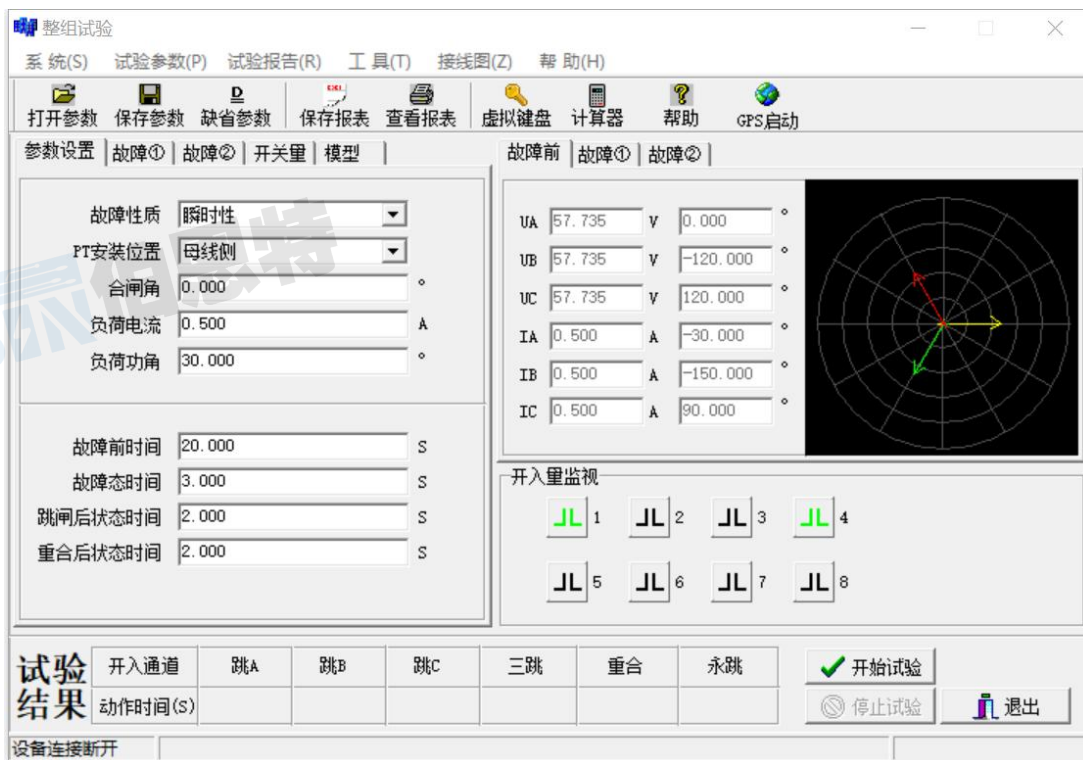 整组试验
系 统(S) 试验参数(P) 试验报告(R) 工 具(T) 接线图(Z) 帮 助(H)
打开参数 保存参数 缺省参数 保存报表 查看报表 虚拟键盘 计算器 帮助 GPS启动
参数设置 故障① 故障② 开关量 模型
故障性质 瞬时性
PT安装位置 母线侧
合闸角 0.000 °
负荷电流 0.500 A
负荷功角 30.000 °
故障前时间 20.000 S
故障态时间 3.000 S
跳闸后状态时间 2.000 S
重合后状态时间 2.000 S
故障前 故障① 故障②
UA 57.735 V 0.000 °
UB 57.735 V -120.000 °
UC 57.735 V 120.000 °
IA 0.500 A -30.000 °
IB 0.500 A -150.000 °
IC 0.500 A 90.000 °
开入量监视
1 2 3 4
5 6 7 8
试验结果
开入通道 跳A 跳B 跳C 三跳 重合 永跳
动作时间(S)
开始试验
停止试验 退出
设备连接断开
伯恩特